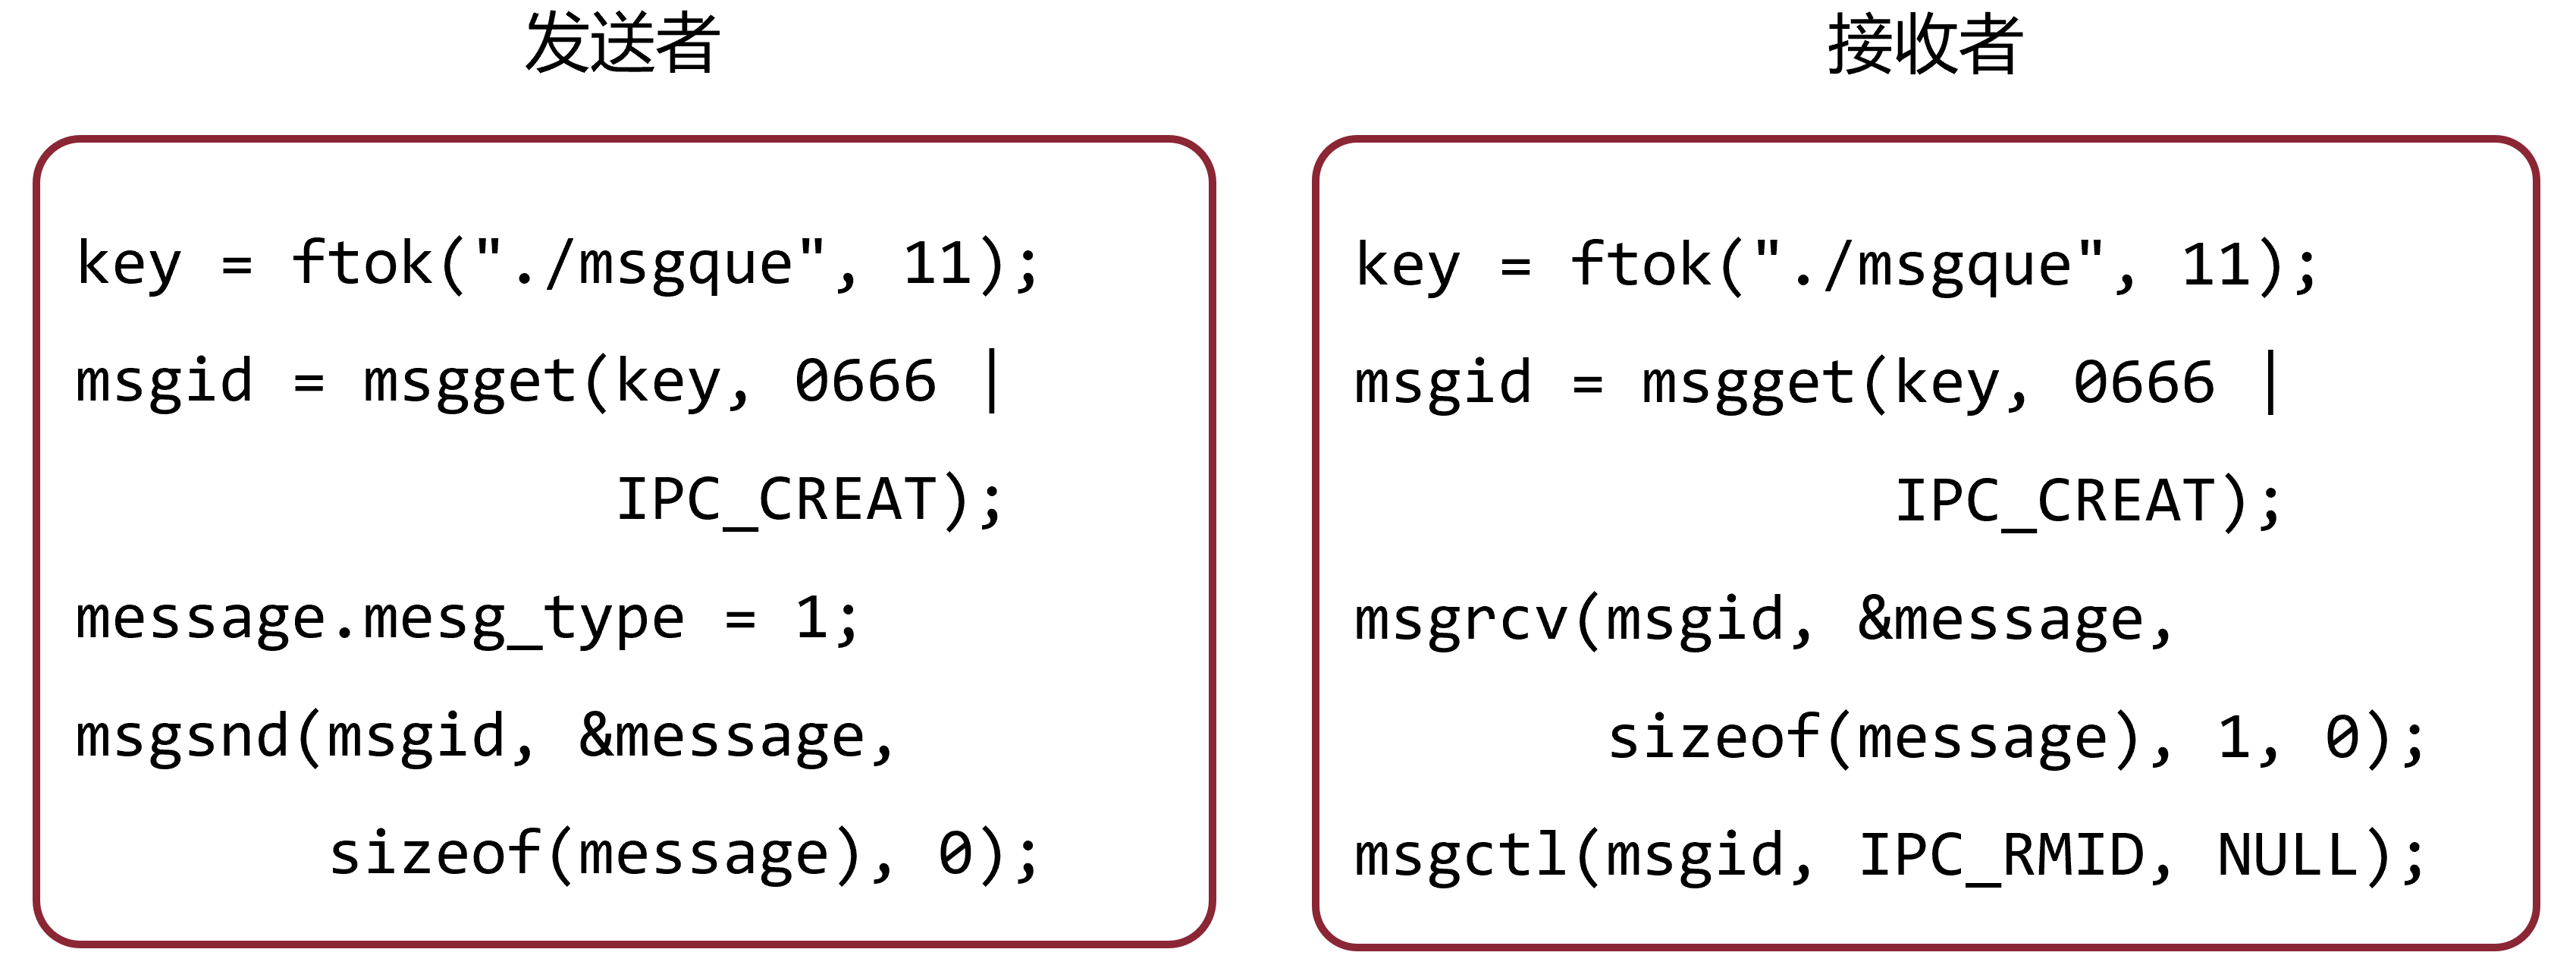 发送者
key = ftok("./msgque", 11);
msgid = msgget(key, 0666 |
IPC_CREAT);
message.mesg_type = 1;
msgsnd(msgid, &message,
sizeof(message), 0);
接收者
key = ftok("./msgque", 11);
msgid = msgget(key, 0666 |
IPC_CREAT);
msgrcv(msgid, &message,
sizeof(message), 1, 0);
msgctl(msgid, IPC_RMID, NULL);